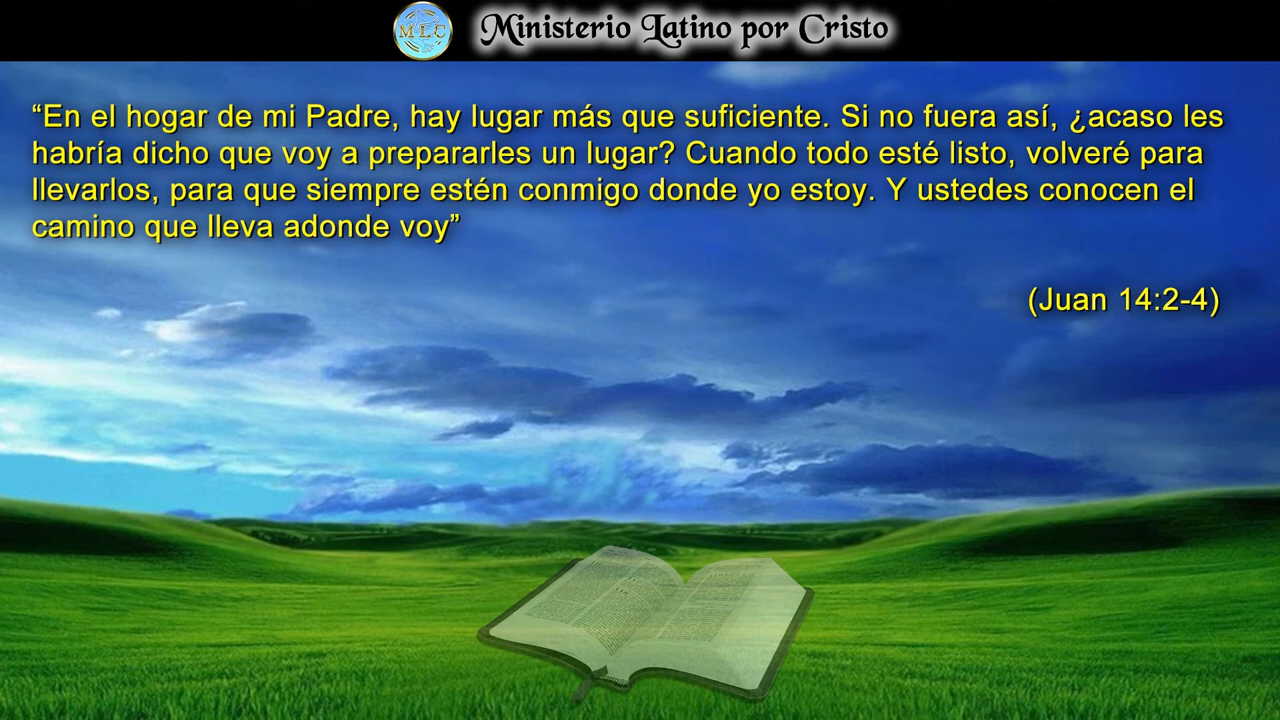 MLC
Ministerio Latino por Cristo
“En el hogar de mi Padre, hay lugar más que suficiente. Si no fuera así, ¿acaso les
habría dicho que voy a prepararles un lugar? Cuando todo esté listo, volveré para
llevarlos, para que siempre estén conmigo donde yo estoy. Y ustedes conocen el
camino que lleva adonde voy”
(Juan 14:2-4)